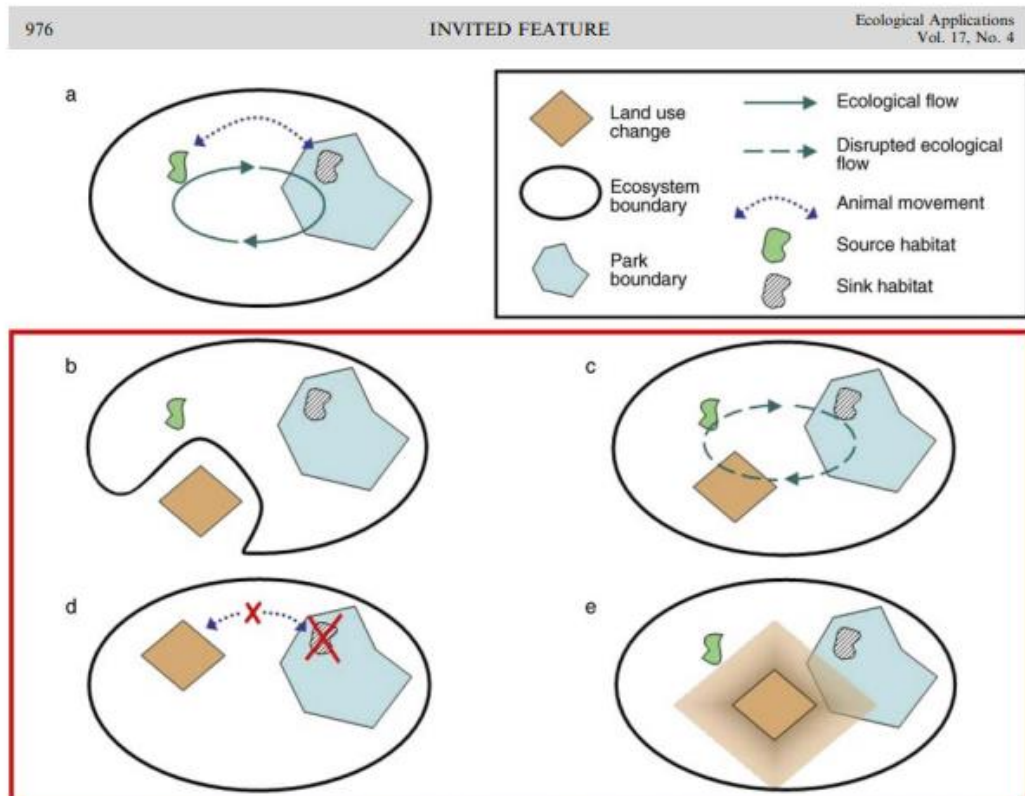 976
INVITED FEATURE
Ecological Applications
Vol. 17, No. 4
a
Land use
change
Ecosystem
boundary
Park
boundary
Ecological flow
Disrupted ecological
flow
Animal movement
Source habitat
Sink habitat
b
c
d
e